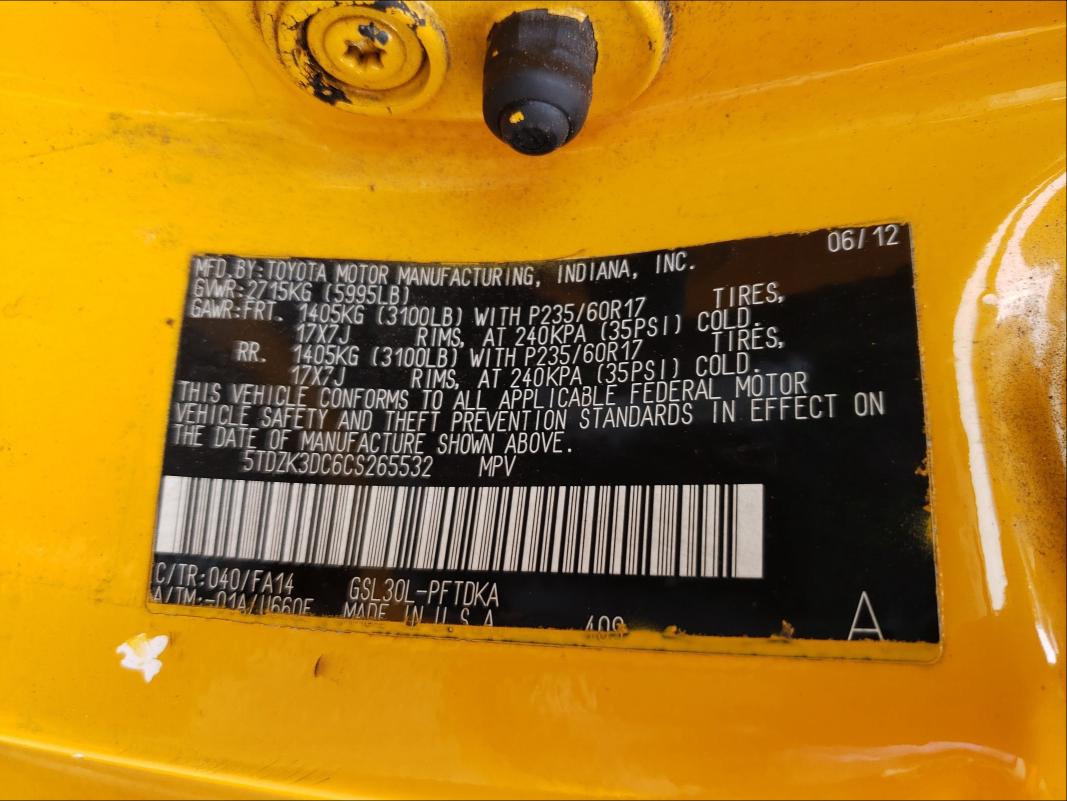 06/12
MFD. BY: TOYOTA MOTOR MANUFACTURING, INDIANA, INC.
GVWR: 2715KG (5995LB)
GAWR: FRT. 1405KG (3100LB) WITH P235/60R17 TIRES,
17X7J RIMS, AT 240KPA (35PSI) COLD.
RR. 1405KG (3100LB) WITH P235/60R17 TIRES,
17X7J RIMS, AT 240KPA (35PSI) COLD.
THIS VEHICLE CONFORMS TO ALL APPLICABLE FEDERAL MOTOR
VEHICLE SAFETY AND THEFT PREVENTION STANDARDS IN EFFECT ON
THE DATE OF MANUFACTURE SHOWN ABOVE.
5TDZK3DC6CS265532 MPV
C/TR: 040/FA14 GSL30L-PFTDKA
A/TM: -01A/U660E MADE IN U.S.A. A